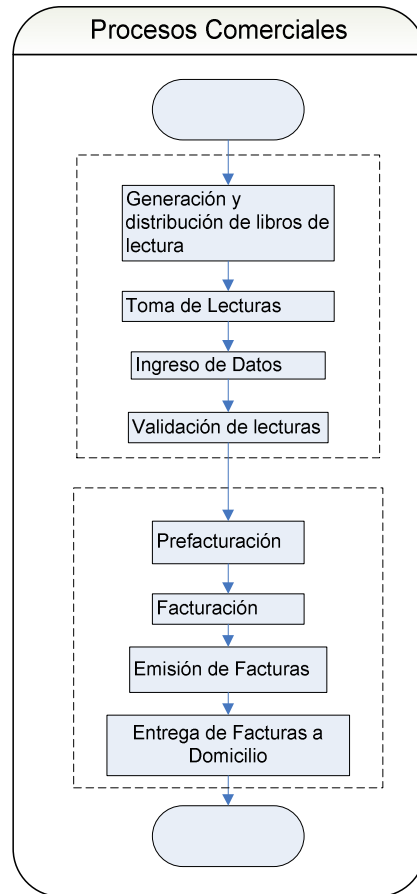 Procesos Comerciales
Generación y
distribución de libros de
lectura
Toma de Lecturas
Ingreso de Datos
Validación de lecturas
Prefacturación
Facturación
Emisión de Facturas
Entrega de Facturas a
Domicilio